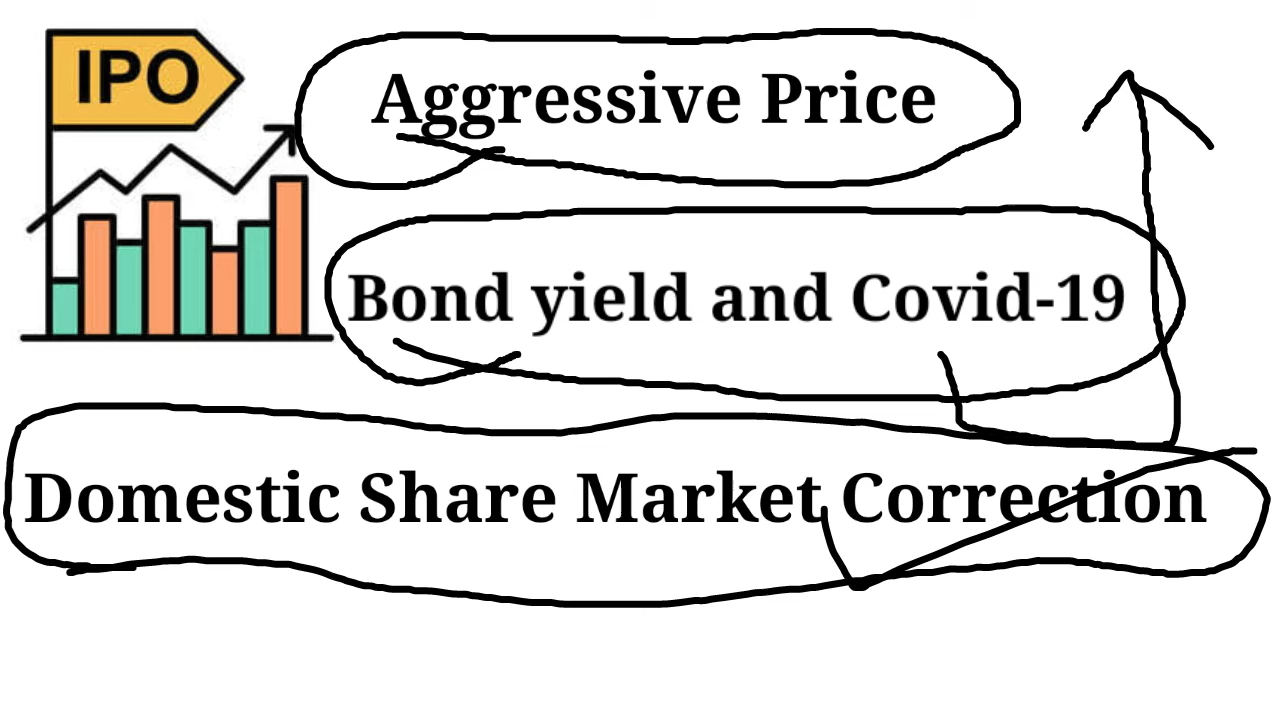 IPO
Aggressive Price
Bond yield and Covid-19
Domestic Share Market Correction